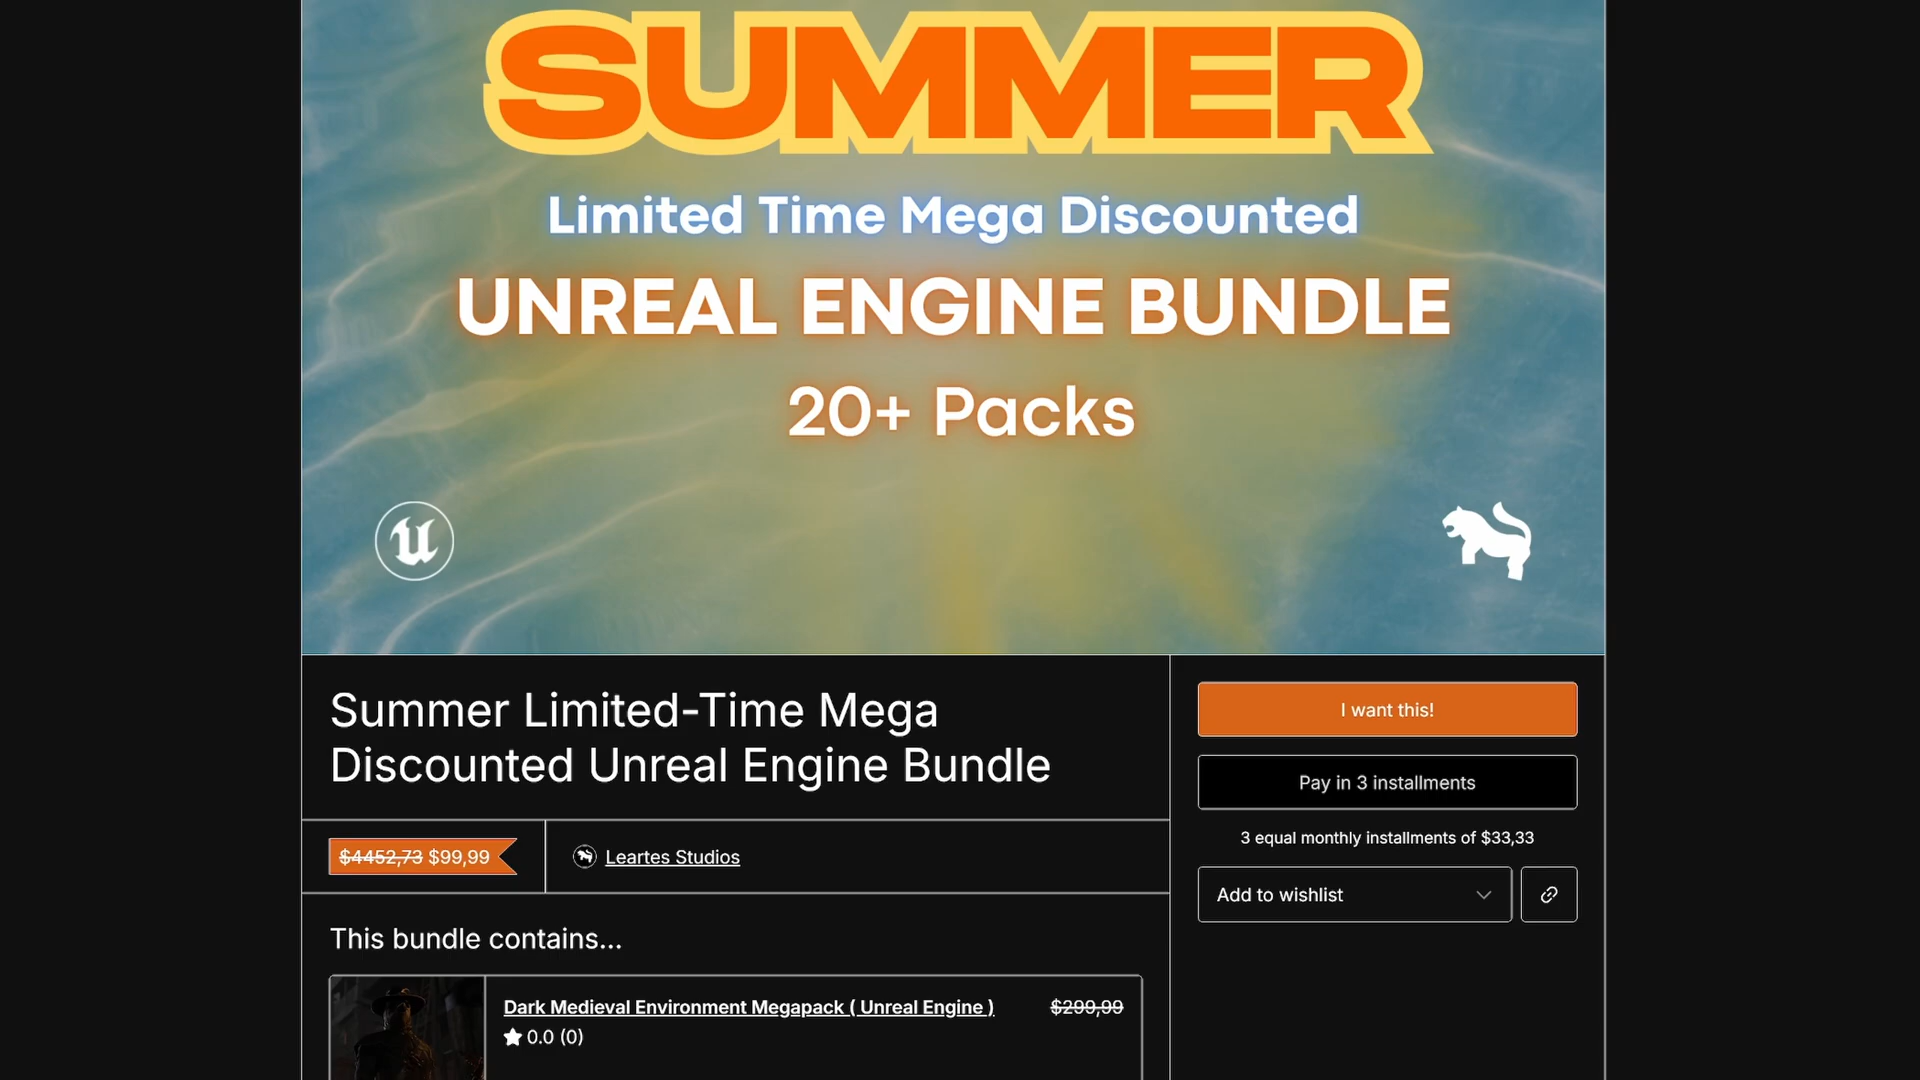 SUMMER
Limited Time Mega Discounted
UNREAL ENGINE BUNDLE
20+ Packs
Summer Limited-Time Mega
Discounted Unreal Engine Bundle
I want this!
Pay in 3 installments
3 equal monthly installments of $33,33
$4452,73 $99,99
Leartes Studios
Add to wishlist
This bundle contains...
Dark Medieval Environment Megapack ( Unreal Engine )
$299,99
0.0 (0)